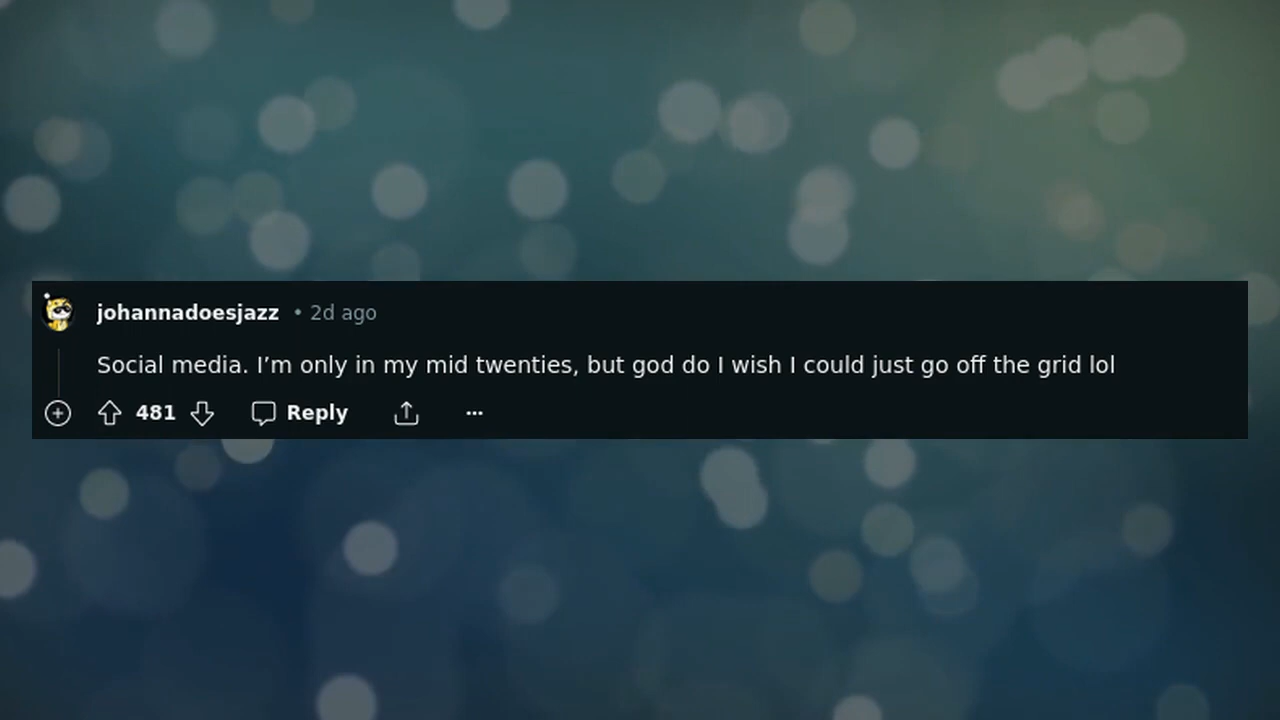 johannadoesjazz • 2d ago
Social media. I’m only in my mid twenties, but god do I wish I could just go off the grid lol
481 Reply